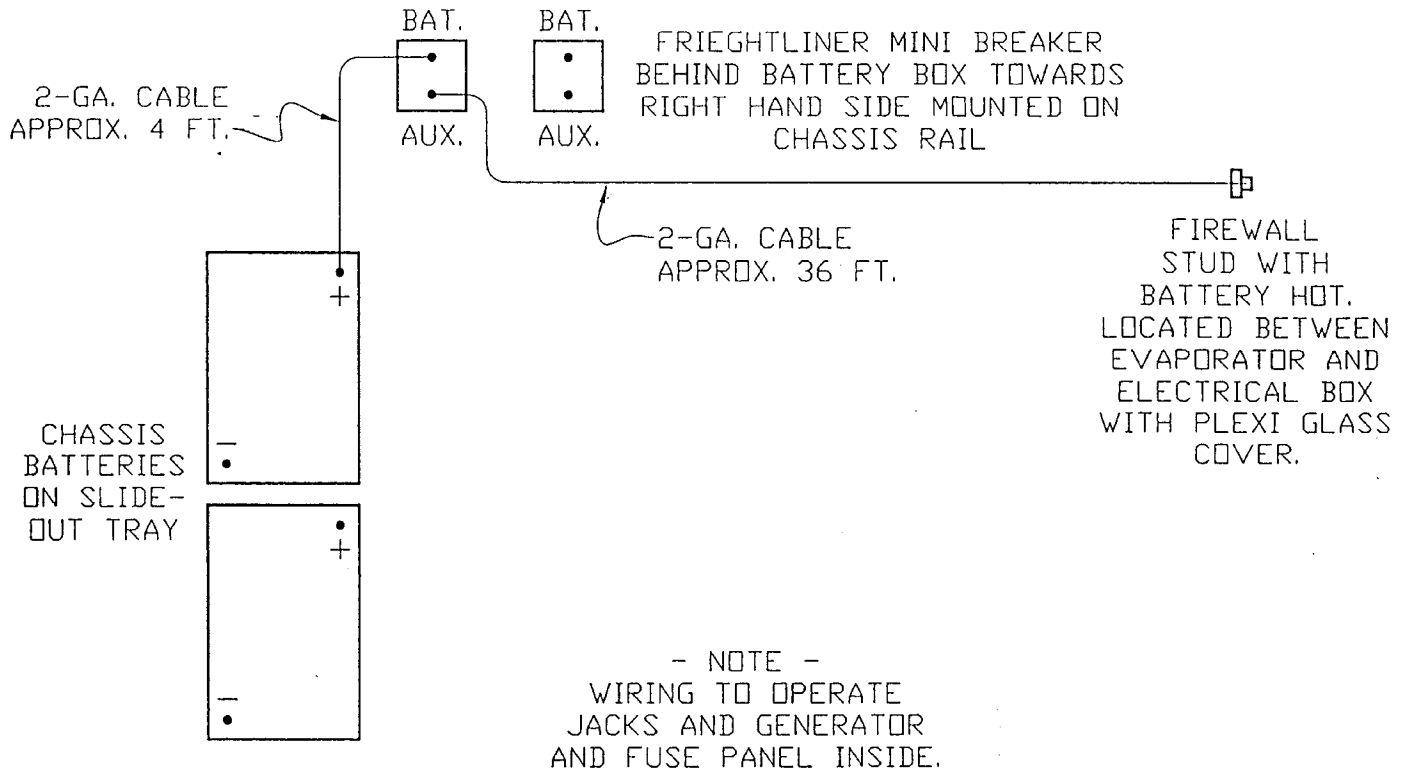 BAT.
BAT.
FRIEGHTLINER MINI BREAKER
BEHIND BATTERY BOX TOWARDS
RIGHT HAND SIDE MOUNTED ON
CHASSIS RAIL
2-GA. CABLE
APPROX. 4 FT.
AUX.
AUX.
2-GA. CABLE
APPROX. 36 FT.
FIREWALL
STUD WITH
BATTERY HOT.
LOCATED BETWEEN
EVAPORATOR AND
ELECTRICAL BOX
WITH PLEXI GLASS
COVER.
+
-
CHASSIS
BATTERIES
ON SLIDE-
OUT TRAY
+
-
- NOTE -
WIRING TO OPERATE
JACKS AND GENERATOR
AND FUSE PANEL INSIDE.